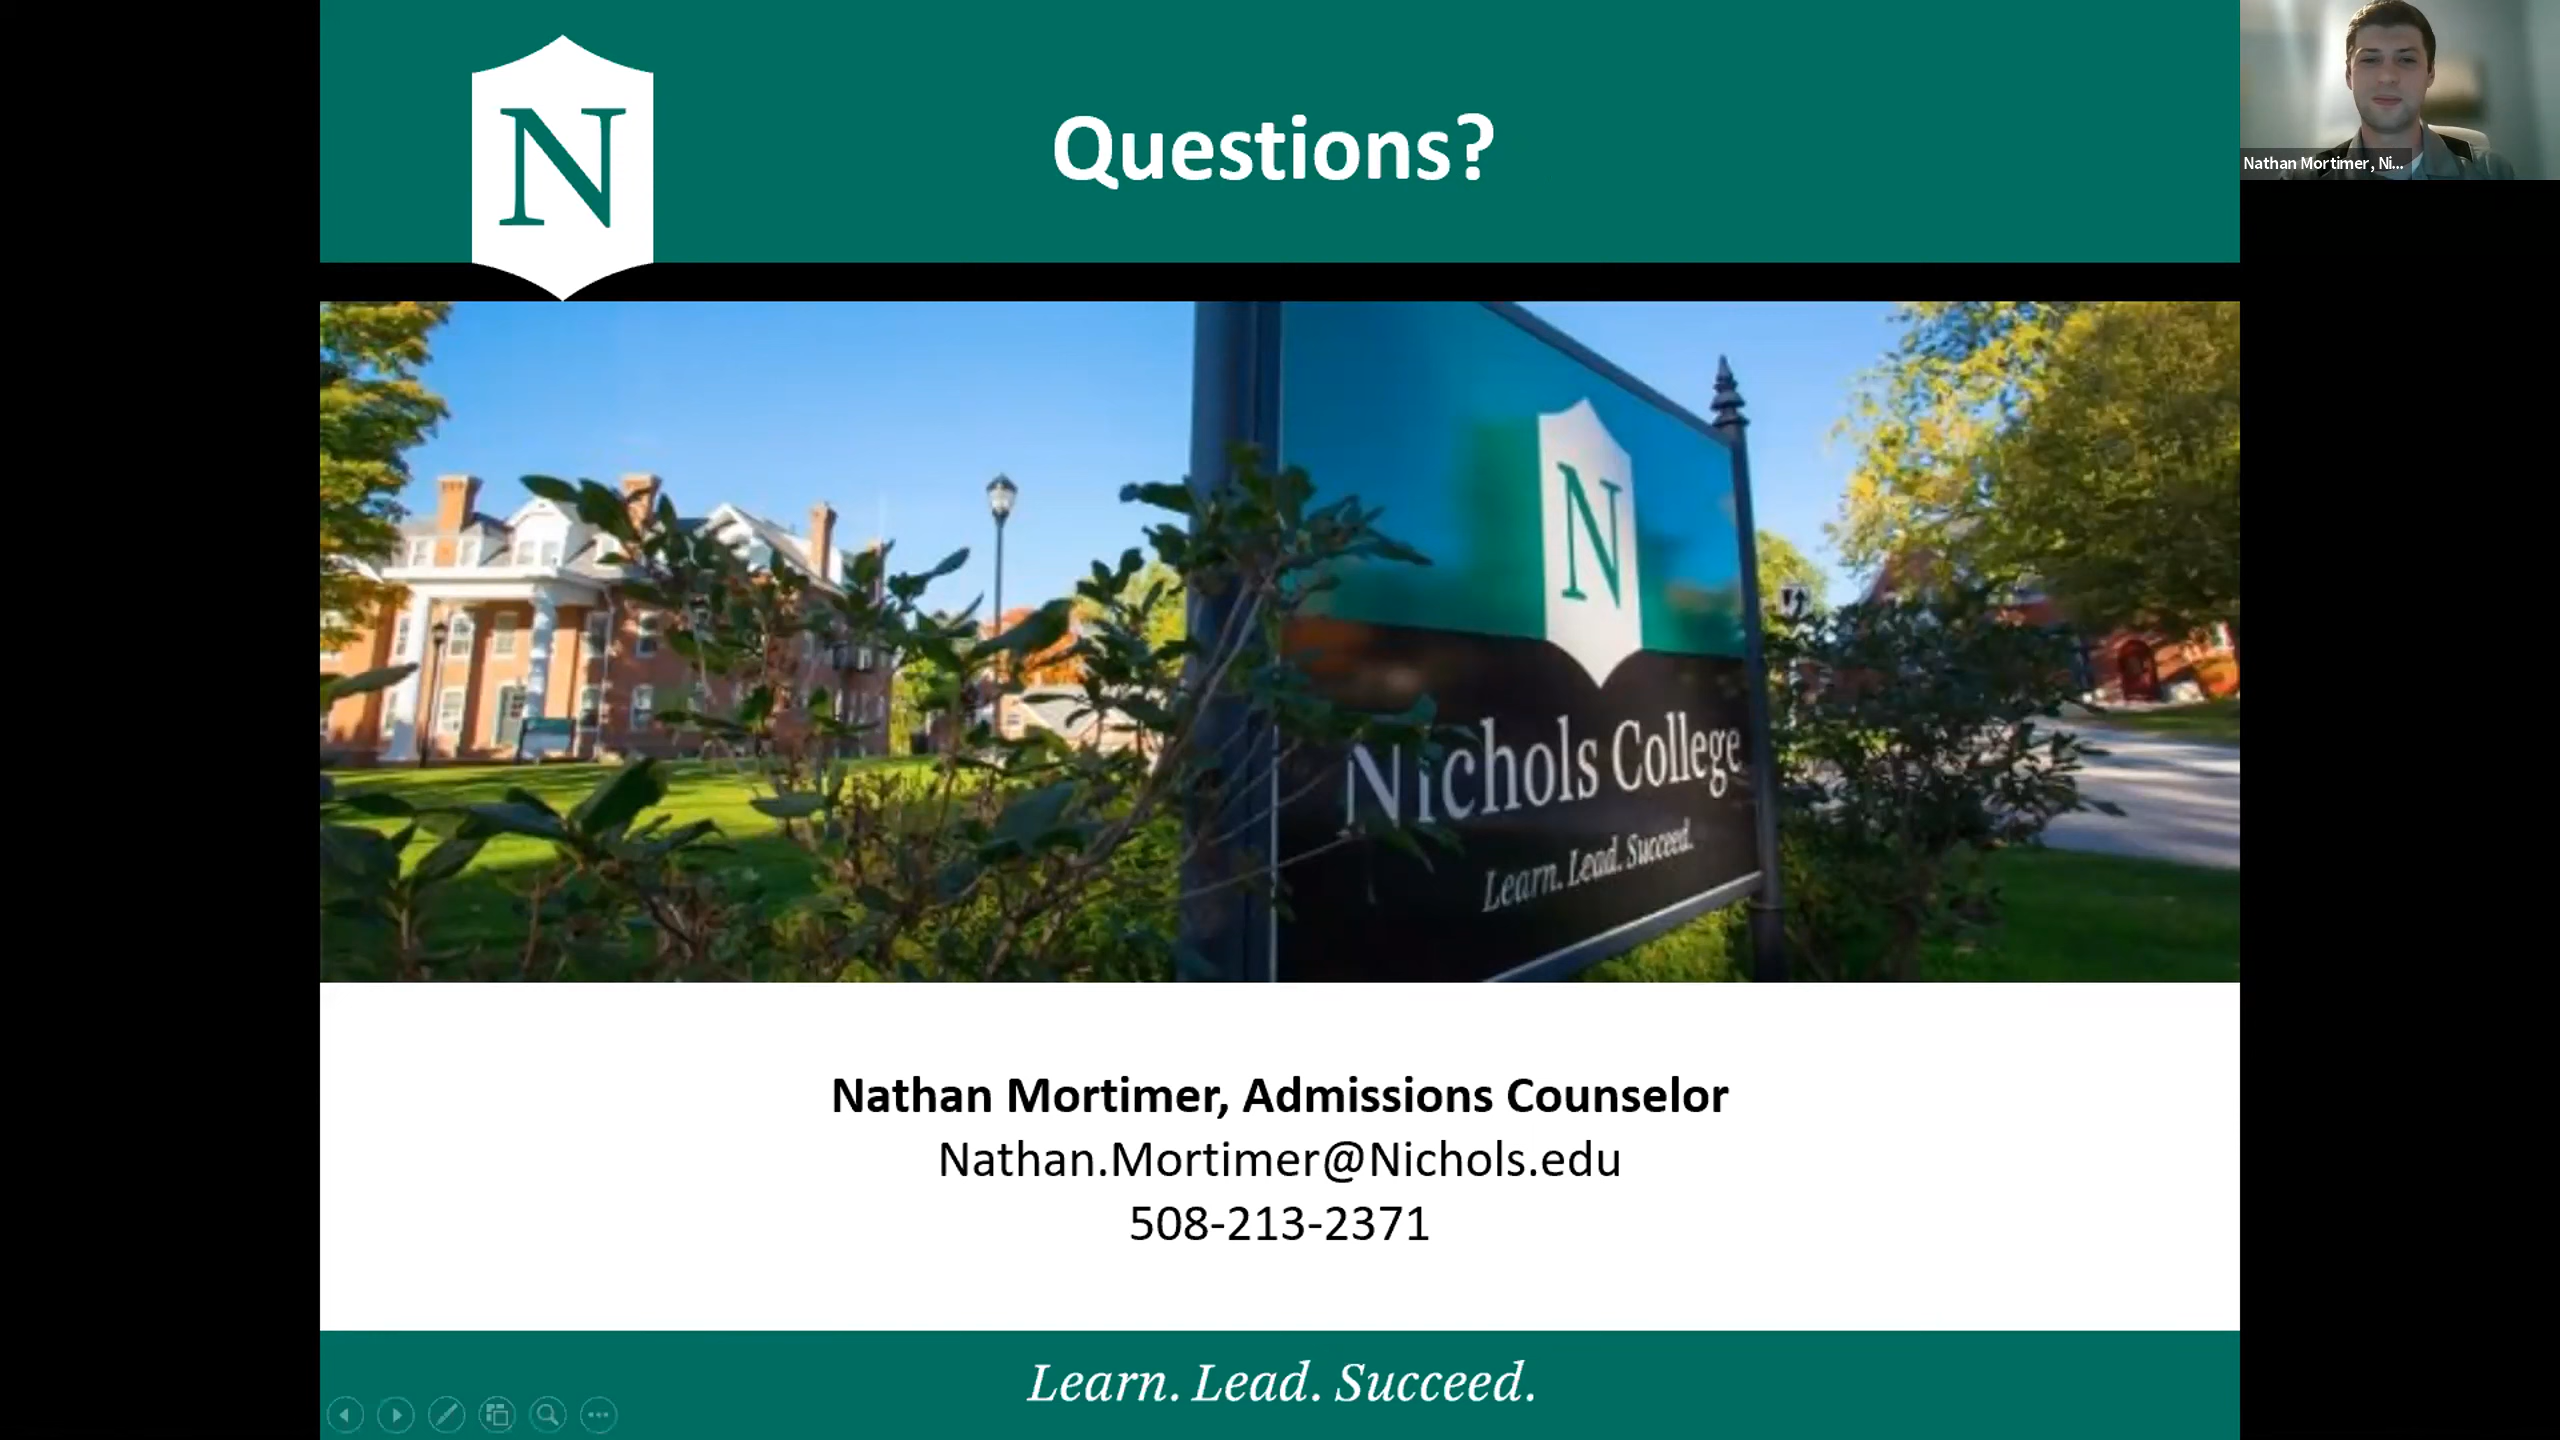 N
Questions?
Nathan Mortimer, Ni...
N
Nichols College
Learn. Lead. Succeed.
Nathan Mortimer, Admissions Counselor
Nathan.Mortimer@Nichols.edu
508-213-2371
Learn. Lead. Succeed.